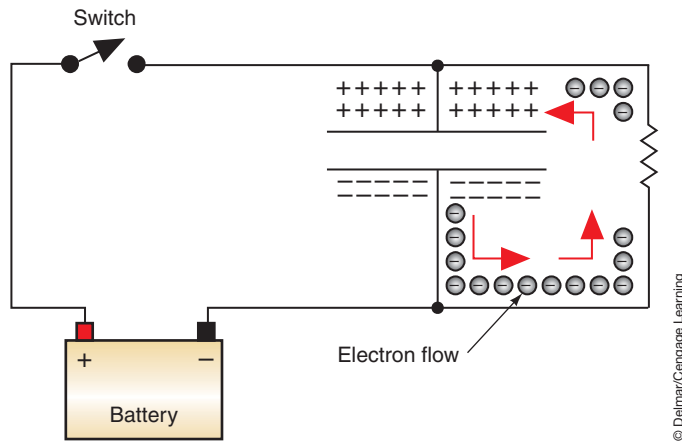 Switch
+++++ +++++
+++++ +++++
– – – – – – – – – –
– – – – – – – – – –
Electron flow
+ –
Battery
© Delmar/Cengage Learning